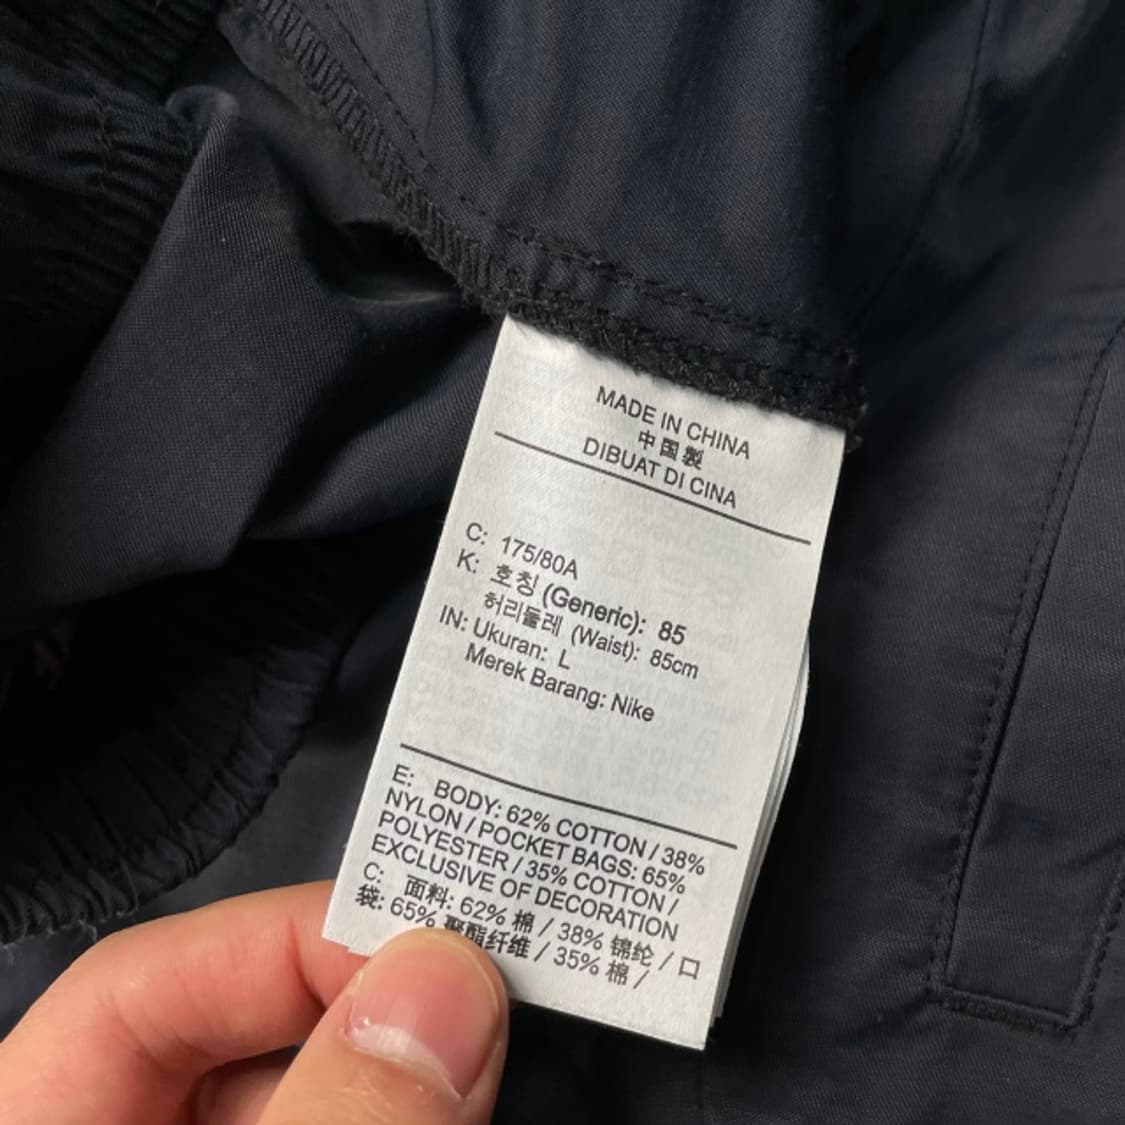 MADE IN CHINA
中国製
DIBUAT DI CINA
C: 175/80A
K: 호칭 (Generic): 85
허리둘레 (Waist): 85cm
IN: Ukuran: L
Merek Barang: Nike
E: BODY: 62% COTTON / 38%
NYLON / POCKET BAGS: 65%
POLYESTER / 35% COTTON /
EXCLUSIVE OF DECORATION
C: 面料: 62% 棉 / 38% 锦纶 / 口
袋: 65% 聚酯纤维 / 35% 棉 /